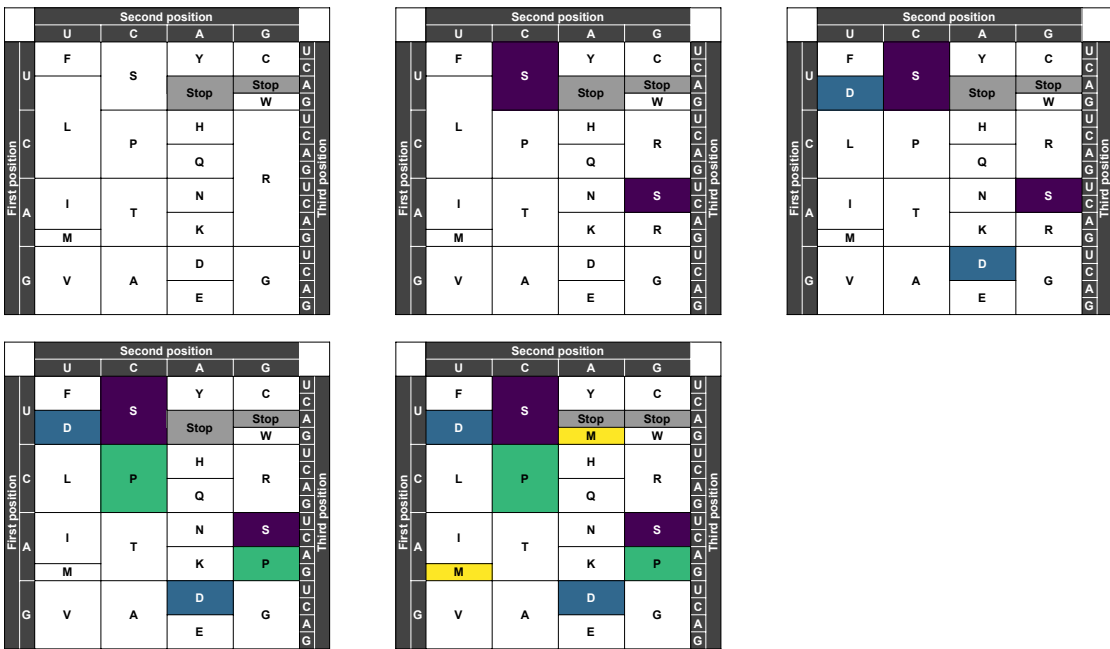 Second position
U C A G
F Y C U
U S C
Stop Stop A
W G
L H U
C P C
Q A
R G
First position
Third position
N U
I C
A T K A
M G
D U
G V A G C
E A
G
Second position
U C A G
F Y C U
U S C
Stop Stop A
W G
L H U
C P R C
Q A
G
First position
Third position
N S U
I C
A T K R A
M G
D U
G V A G C
E A
G
Second position
U C A G
F Y C U
U S C
D Stop Stop A
W G
H U
C L P R C
Q A
G
First position
Third position
N S U
I C
A T K R A
M G
D U
G V A G C
E A
G
Second position
U C A G
F Y C U
U S C
D Stop Stop A
W G
H U
C L P R C
Q A
G
First position
Third position
N S U
I C
A T K P A
M G
D U
G V A G C
E A
G
Second position
U C A G
F Y C U
U S C
D Stop Stop A
M W G
H U
C L P R C
Q A
G
First position
Third position
N S U
I C
A T K P A
M G
D U
G V A G C
E A
G